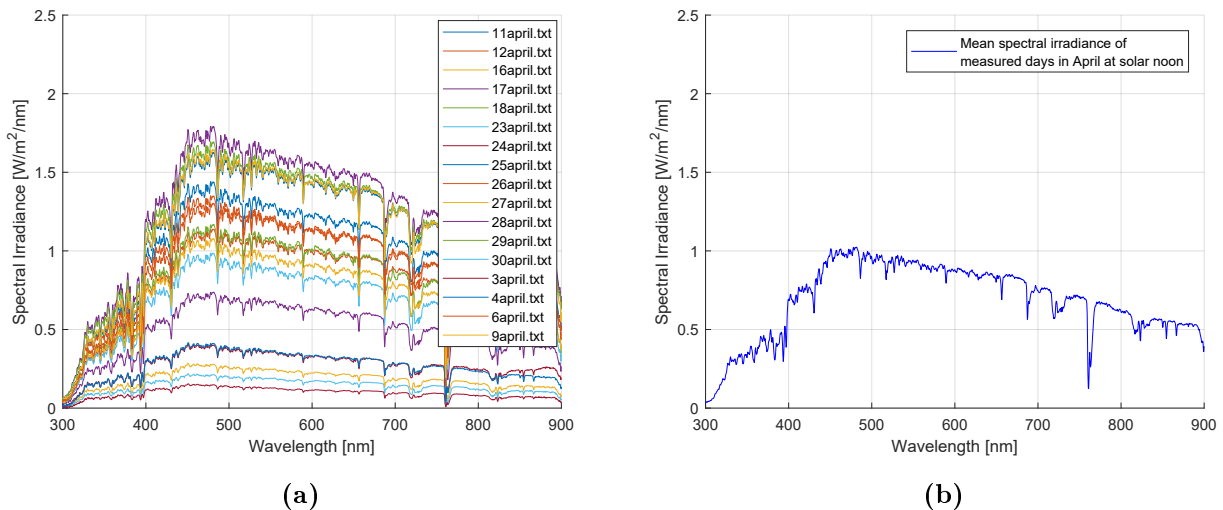 2.5
2
1.5
1
0.5
0
300
400
500
600
700
800
900
Wavelength [nm]
Spectral Irradiance [W/m^2/nm]
11april.txt
12april.txt
16april.txt
17april.txt
18april.txt
23april.txt
24april.txt
25april.txt
26april.txt
27april.txt
28april.txt
29april.txt
30april.txt
3april.txt
4april.txt
6april.txt
9april.txt
(a)
2.5
2
1.5
1
0.5
0
300
400
500
600
700
800
900
Wavelength [nm]
Spectral Irradiance [W/m^2/nm]
Mean spectral irradiance of
measured days in April at solar noon
(b)